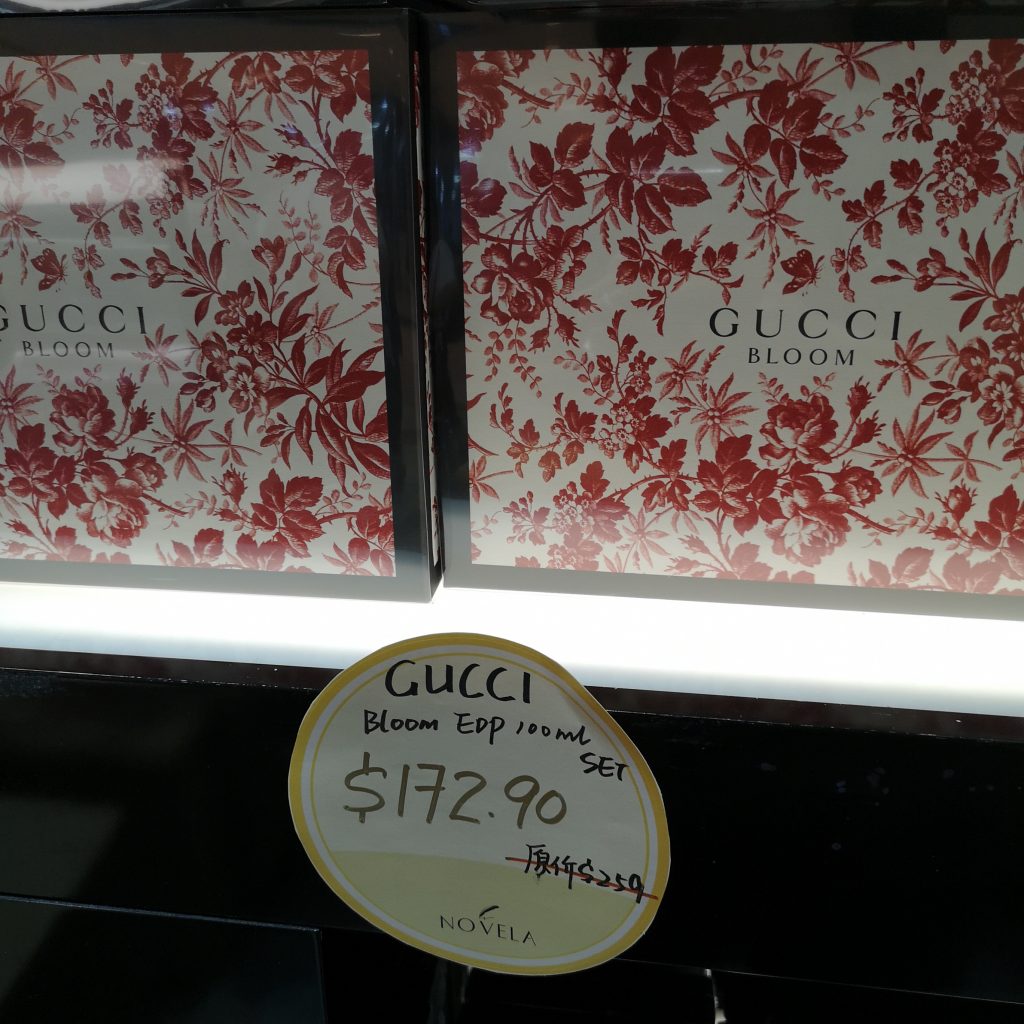 GUCCI
BLOOM
GUCCI
BLOOM
GUCCI
Bloom EDP 100ml
SET
$172.90
原价$259
NOVELA